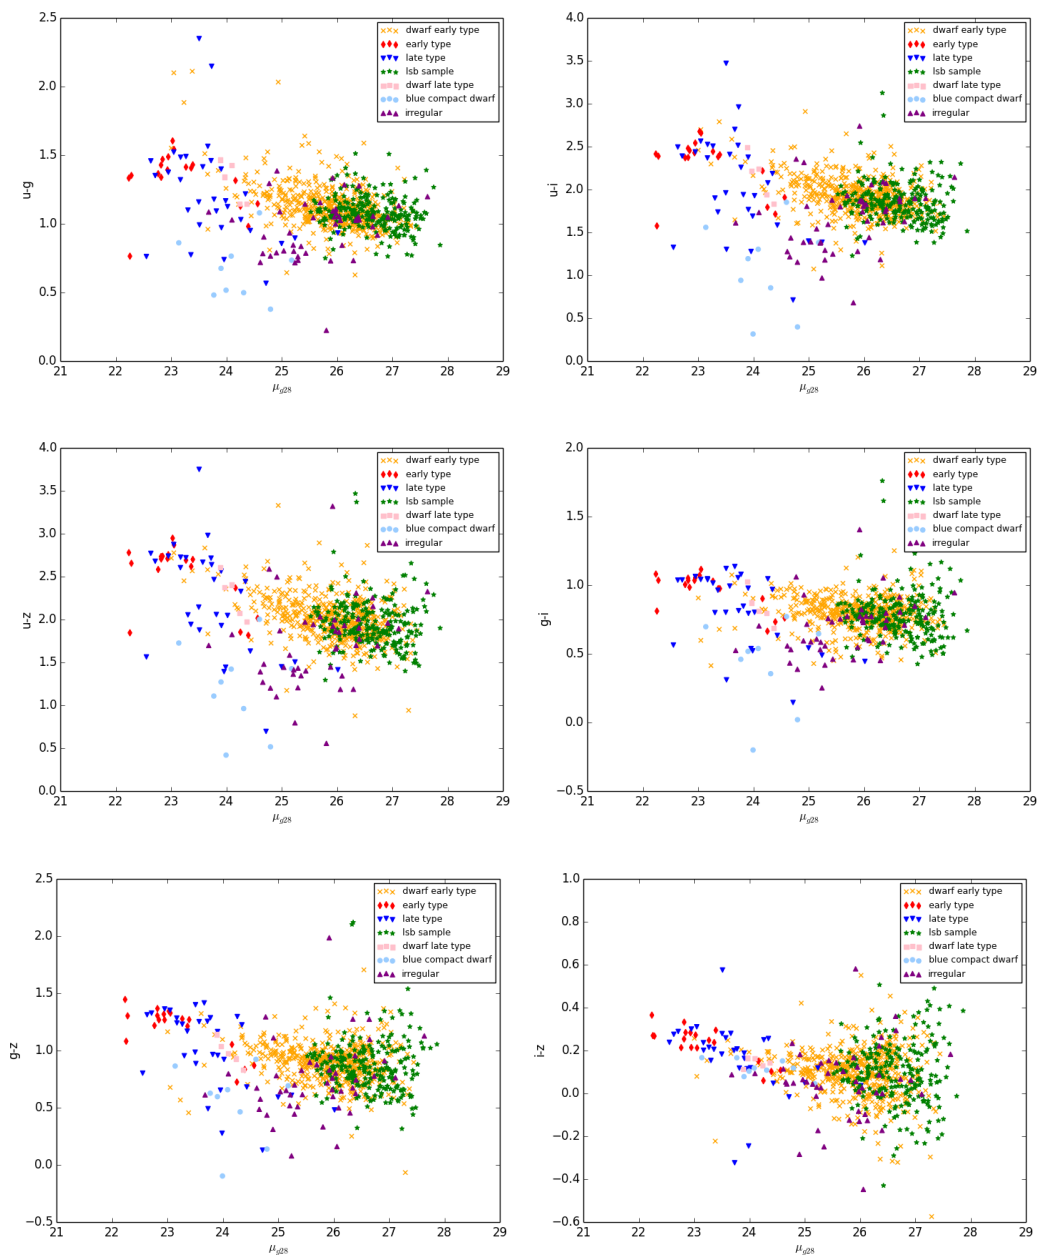 2.5
2.0
1.5
1.0
0.5
0.0
u-g
21 22 23 24 25 26 27 28 29
μg28
dwarf early type
early type
late type
lsb sample
dwarf late type
blue compact dwarf
irregular
4.0
3.5
3.0
2.5
2.0
1.5
1.0
0.5
0.0
u-i
21 22 23 24 25 26 27 28 29
μg28
dwarf early type
early type
late type
lsb sample
dwarf late type
blue compact dwarf
irregular
4.0
3.5
3.0
2.5
2.0
1.5
1.0
0.5
0.0
u-z
21 22 23 24 25 26 27 28 29
μg28
dwarf early type
early type
late type
lsb sample
dwarf late type
blue compact dwarf
irregular
2.0
1.5
1.0
0.5
0.0
−0.5
g-i
21 22 23 24 25 26 27 28 29
μg28
dwarf early type
early type
late type
lsb sample
dwarf late type
blue compact dwarf
irregular
2.5
2.0
1.5
1.0
0.5
0.0
−0.5
g-z
21 22 23 24 25 26 27 28 29
μg28
dwarf early type
early type
late type
lsb sample
dwarf late type
blue compact dwarf
irregular
1.0
0.8
0.6
0.4
0.2
0.0
−0.2
−0.4
−0.6
i-z
21 22 23 24 25 26 27 28 29
μg28
dwarf early type
early type
late type
lsb sample
dwarf late type
blue compact dwarf
irregular